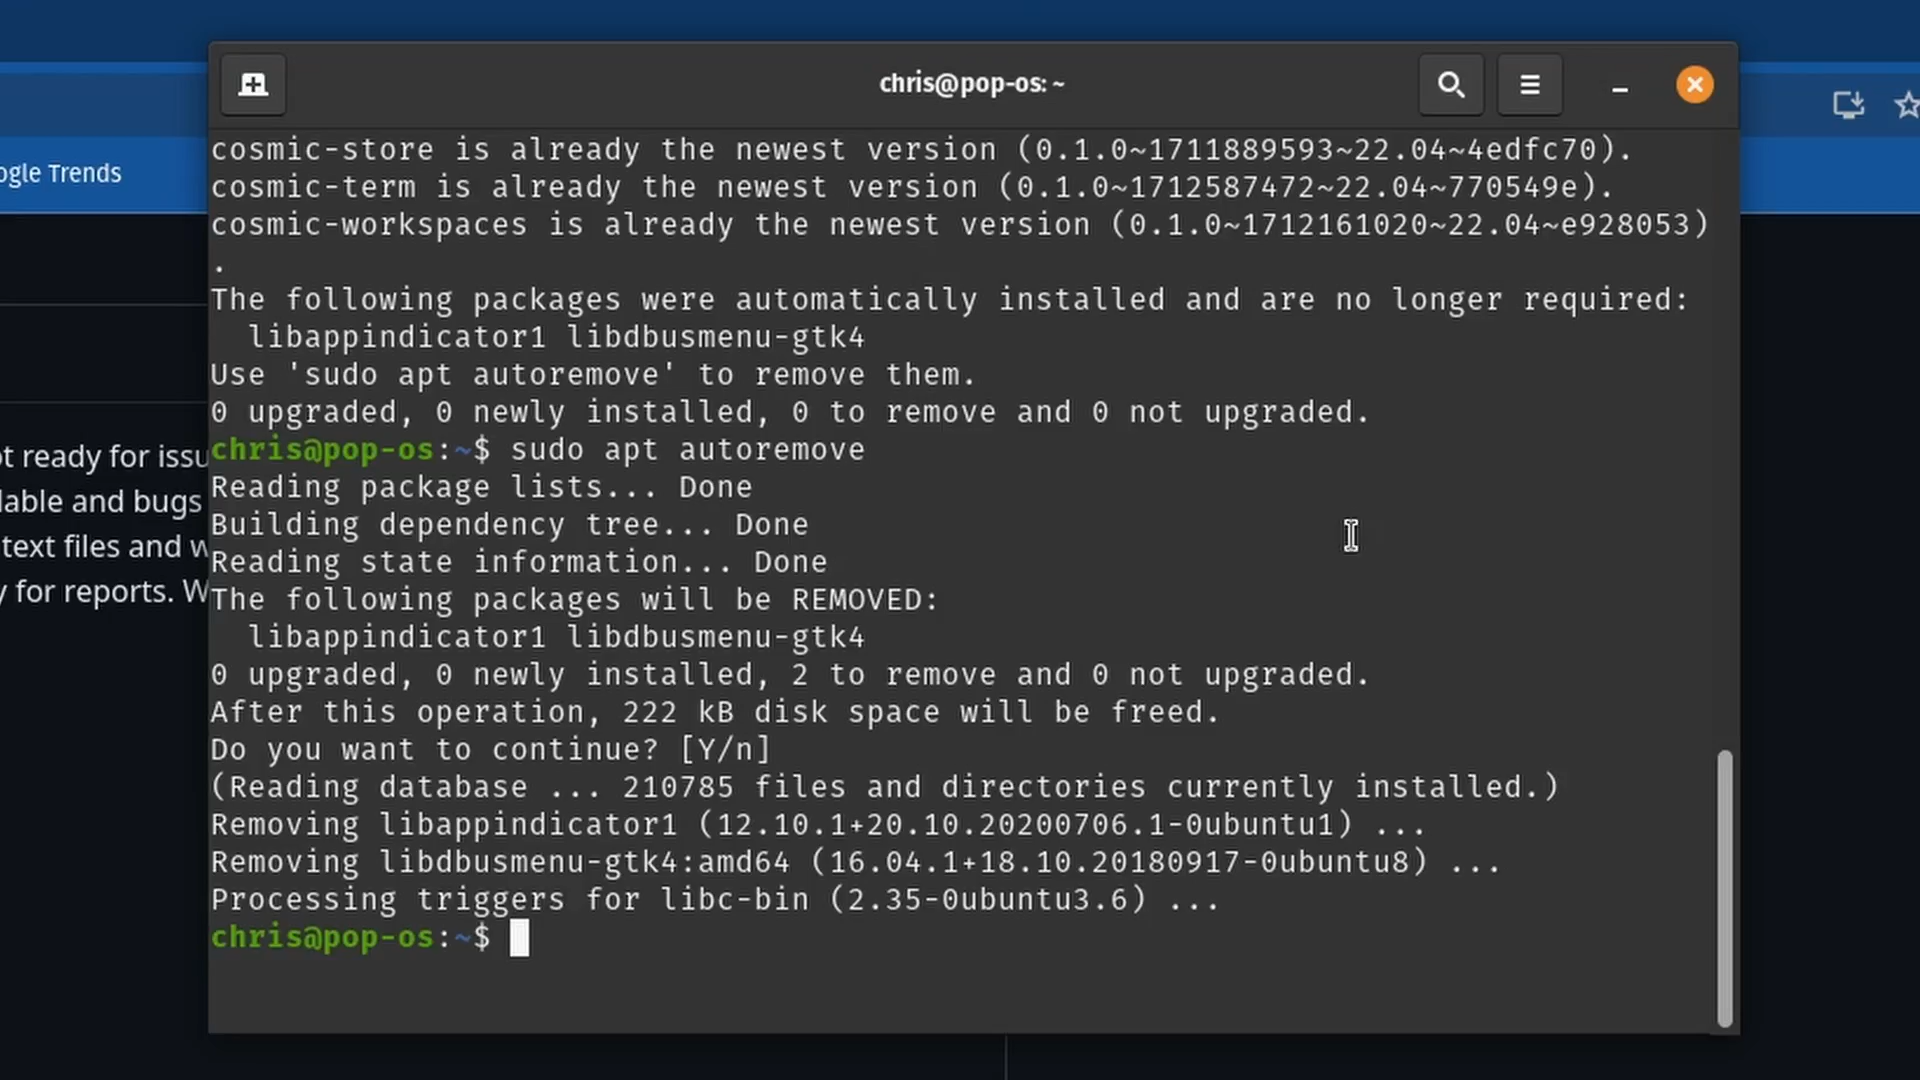 chris@pop-os: ~
ogle Trends
cosmic-store is already the newest version (0.1.0~1711889593~22.04~4edfc70).
cosmic-term is already the newest version (0.1.0~1712587472~22.04~770549e).
cosmic-workspaces is already the newest version (0.1.0~1712161020~22.04~e928053)
.
The following packages were automatically installed and are no longer required:
  libappindicator1 libdbusmenu-gtk4
Use 'sudo apt autoremove' to remove them.
0 upgraded, 0 newly installed, 0 to remove and 0 not upgraded.
chris@pop-os:~$ sudo apt autoremove
Reading package lists... Done
Building dependency tree... Done
Reading state information... Done
The following packages will be REMOVED:
  libappindicator1 libdbusmenu-gtk4
0 upgraded, 0 newly installed, 2 to remove and 0 not upgraded.
After this operation, 222 kB disk space will be freed.
Do you want to continue? [Y/n]
(Reading database ... 210785 files and directories currently installed.)
Removing libappindicator1 (12.10.1+20.10.20200706.1-0ubuntu1) ...
Removing libdbusmenu-gtk4:amd64 (16.04.1+18.10.20180917-0ubuntu8) ...
Processing triggers for libc-bin (2.35-0ubuntu3.6) ...
chris@pop-os:~$
t ready for issu
lable and bugs
text files and w
y for reports. W